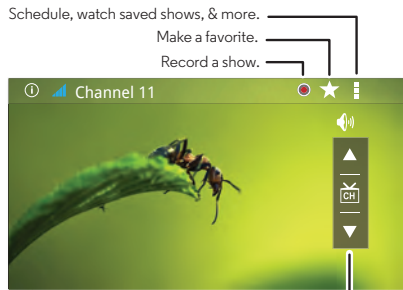 Schedule, watch saved shows, & more.
Make a favorite.
Record a show.
Channel 11
CH